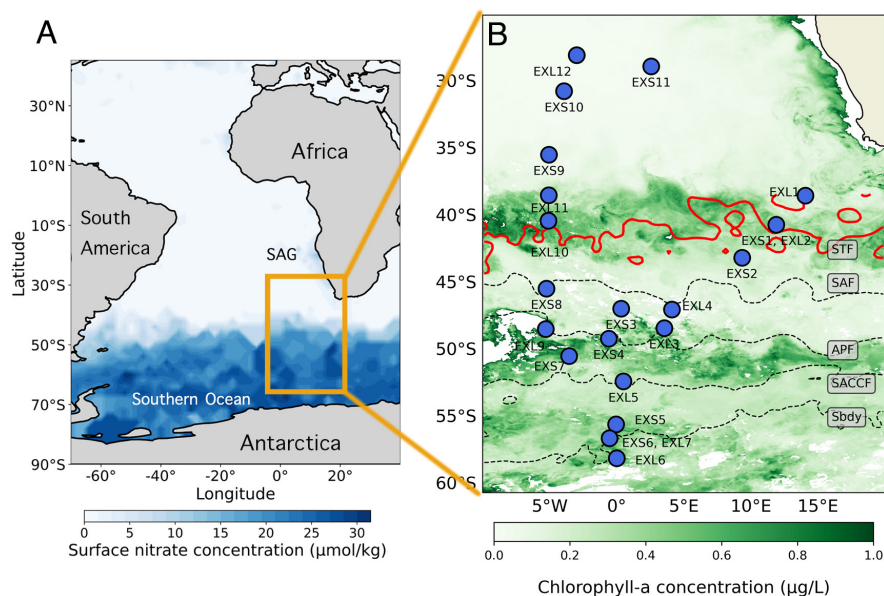 A
30°N
10°N
10°S
30°S
50°S
70°S
90°S
Latitude
Africa
South
America
SAG
Southern Ocean
Antarctica
-60° -40° -20° 0° 20°
Longitude
0 5 10 15 20 25 30
Surface nitrate concentration (μmol/kg)
B
30°S
35°S
40°S
45°S
50°S
55°S
60°S
EXL12
EXS11
EXS10
EXS9
EXL1
EXL11
EXS1, EXL2
EXL10
STF
EXS2
SAF
EXS8
EXL4
EXS3
EXL9
EXL3
EXS4
APF
EXS7
SACCF
EXL5
Sbdy
EXS5
EXS6, EXL7
EXL6
5°W 0° 5°E 10°E 15°E
0.0 0.2 0.4 0.6 0.8 1.0
Chlorophyll-a concentration (μg/L)